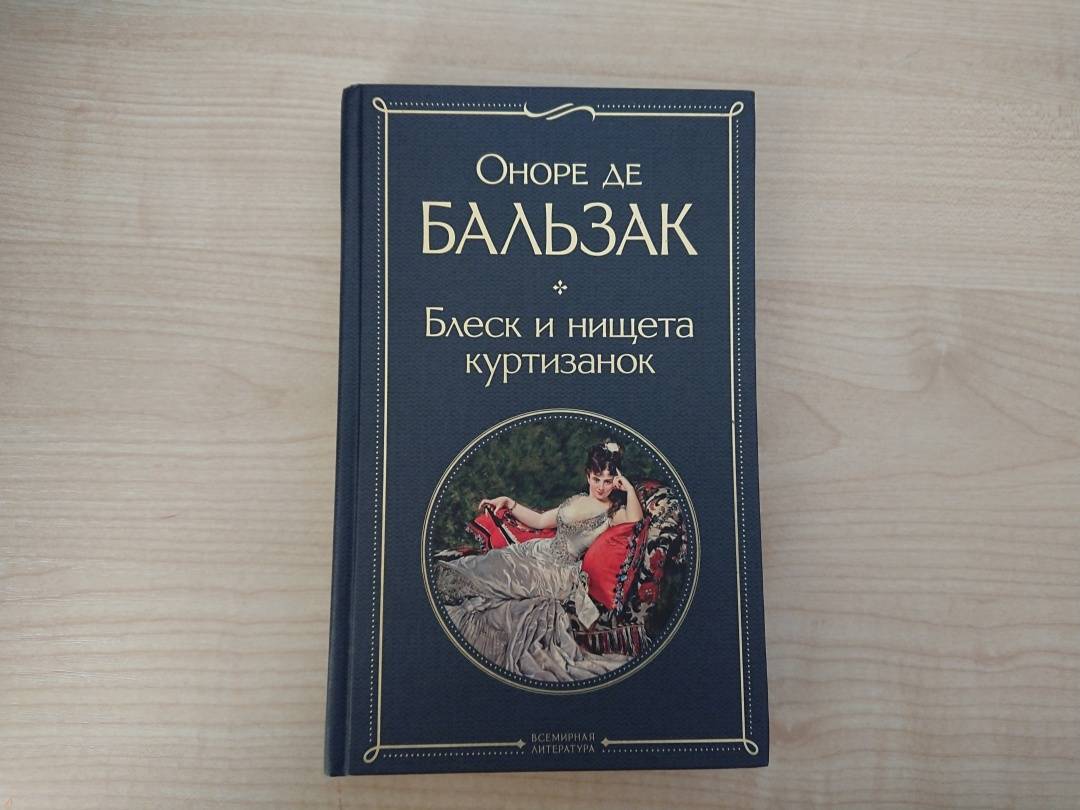 Оноре де
БАЛЬЗАК
Блеск и нищета
куртизанок
ВСЕМИРНАЯ
ЛИТЕРАТУРА